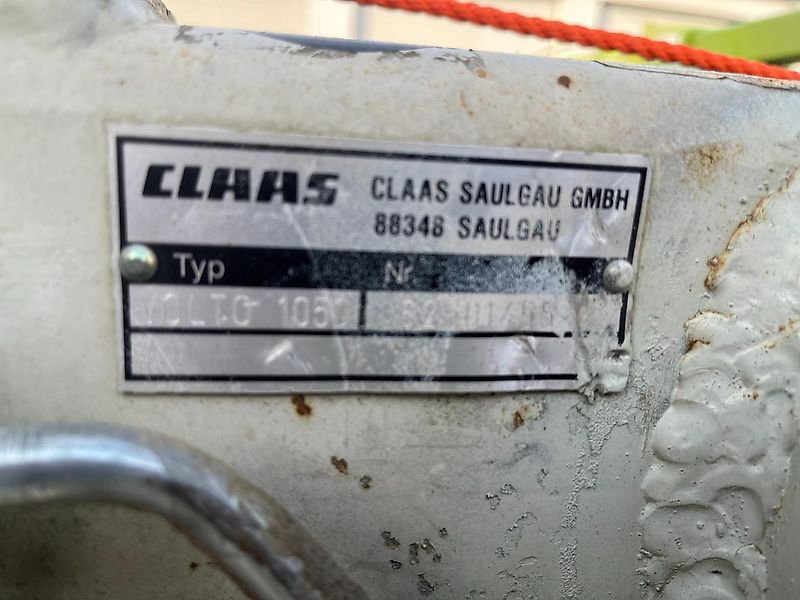 CLAAS
CLAAS SAULGAU GMBH
88348 SAULGAU
Typ Nr
VOLTO 1050